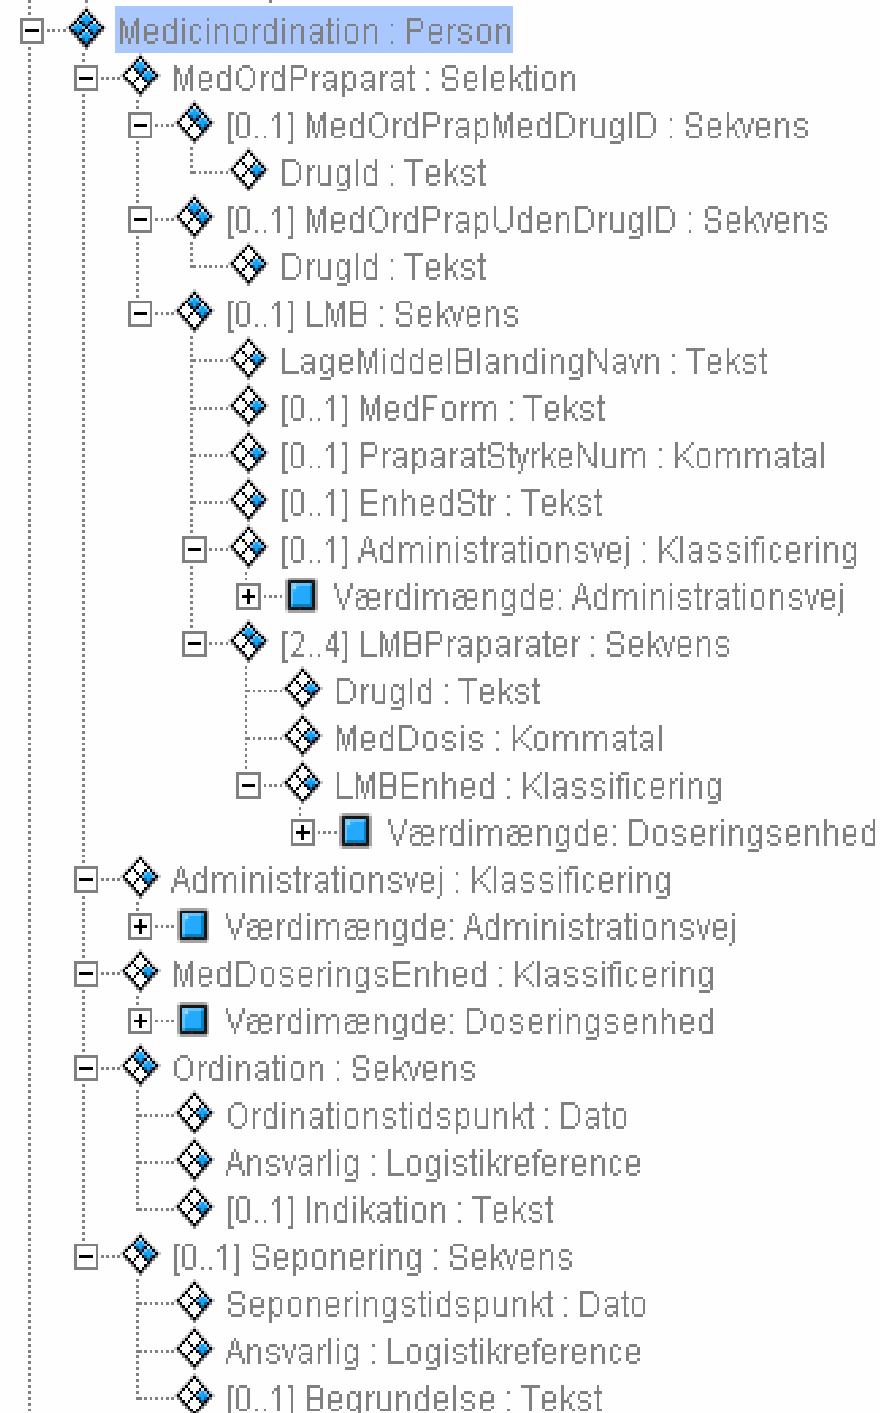 Medicinordination : Person
MedOrdPraparat : Selektion
[0..1] MedOrdPrapMedDrugID : Sekvens
DrugId : Tekst
[0..1] MedOrdPrapUdenDrugID : Sekvens
DrugId : Tekst
[0..1] LMB : Sekvens
LageMiddelBlandingNavn : Tekst
[0..1] MedForm : Tekst
[0..1] PraparatStyrkeNum : Kommatal
[0..1] EnhedStr : Tekst
[0..1] Administrationsvej : Klassificering
Værdimængde: Administrationsvej
[2..4] LMBPraparater : Sekvens
DrugId : Tekst
MedDosis : Kommatal
LMBEnhed : Klassificering
Værdimængde: Doseringsenhed
Administrationsvej : Klassificering
Værdimængde: Administrationsvej
MedDoseringsEnhed : Klassificering
Værdimængde: Doseringsenhed
Ordination : Sekvens
Ordinationstidspunkt : Dato
Ansvarlig : Logistikreference
[0..1] Indikation : Tekst
[0..1] Seponering : Sekvens
Seponeringstidspunkt : Dato
Ansvarlig : Logistikreference
[0..1] Begrundelse : Tekst